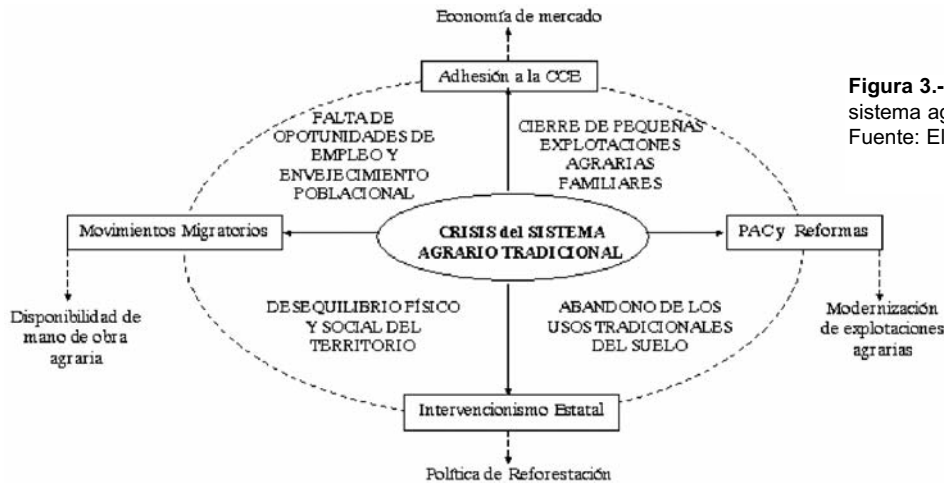 Economía de mercado
Adhesión a la CCE
Figura 3.-
sistema ag
Fuente: El
FALTA DE
OPOTUNIDADES DE
EMPLEO Y
ENVEJECIMIENTO
POBLACIONAL
CIERRE DE PEQUEÑAS
EXPLOTACIONES
AGRARIAS
FAMILIARES
Movimientos Migratorios
CRISIS del SISTEMA
AGRARIO TRADICIONAL
PAC y Reformas
Disponibilidad de
mano de obra
agraria
DESEQUILIBRIO FÍSICO
Y SOCIAL DEL
TERRITORIO
ABANDONO DE LOS
USOS TRADICIONALES
DEL SUELO
Modernización
de explotaciones
agrarias
Intervencionismo Estatal
Política de Reforestación